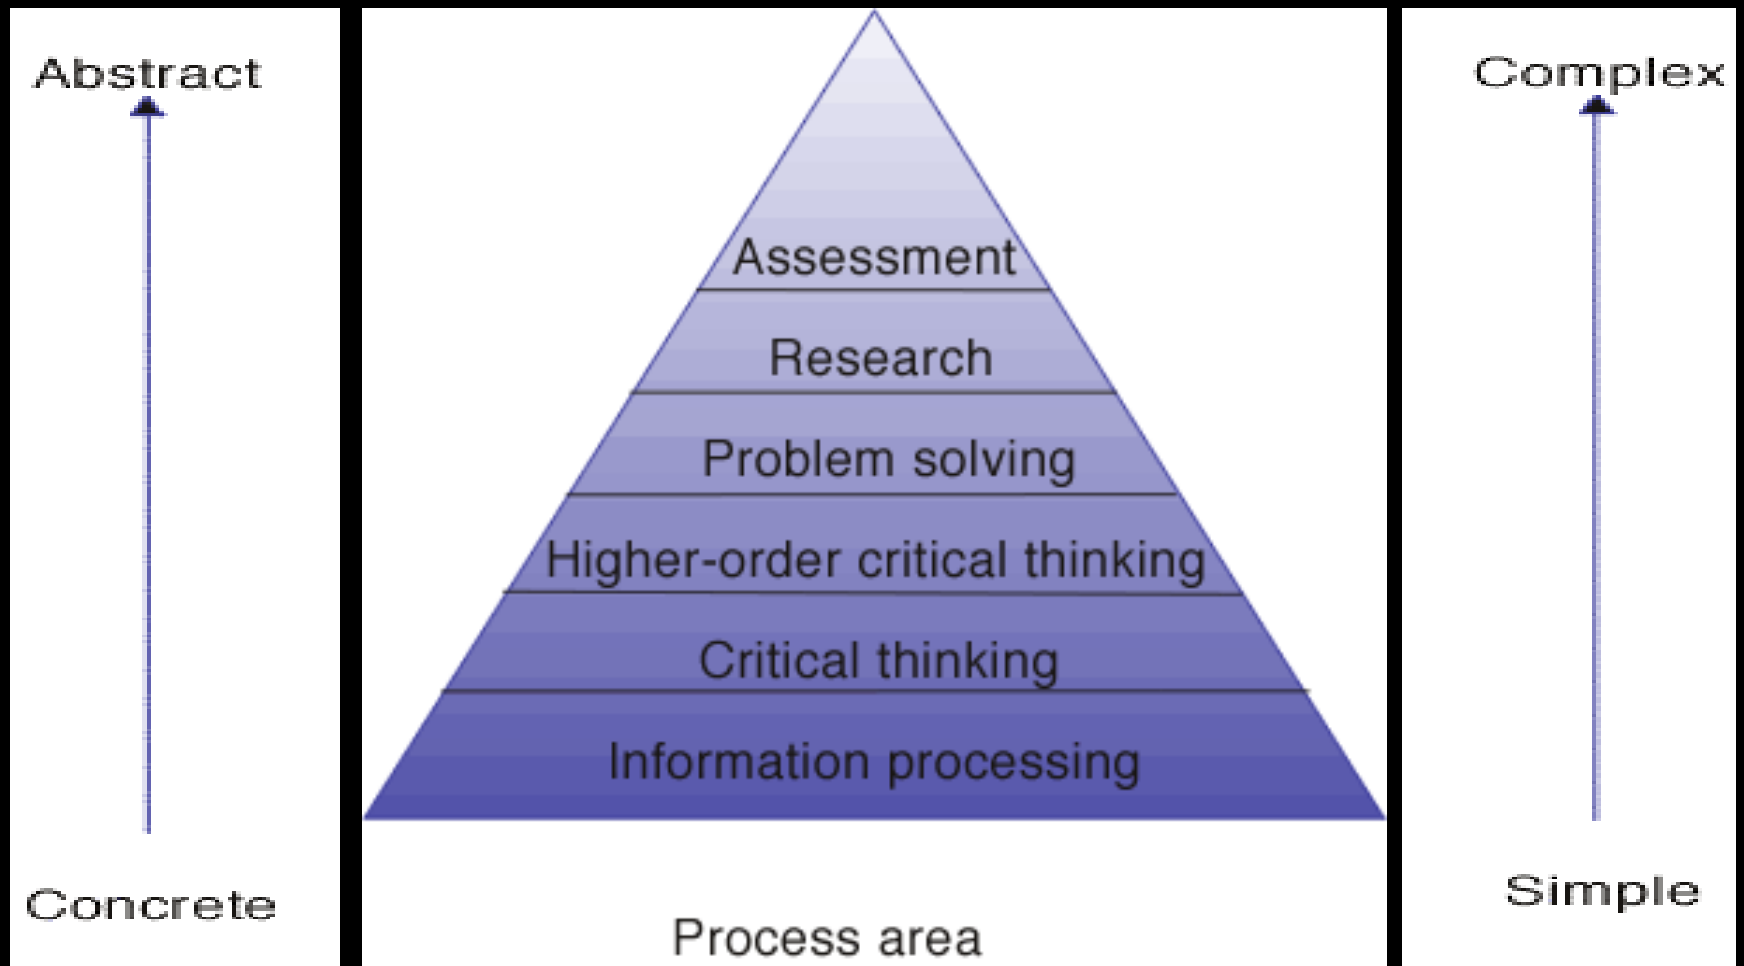 Abstract
Complex
Assessment
Research
Problem solving
Higher-order critical thinking
Critical thinking
Information processing
Concrete
Simple
Process area